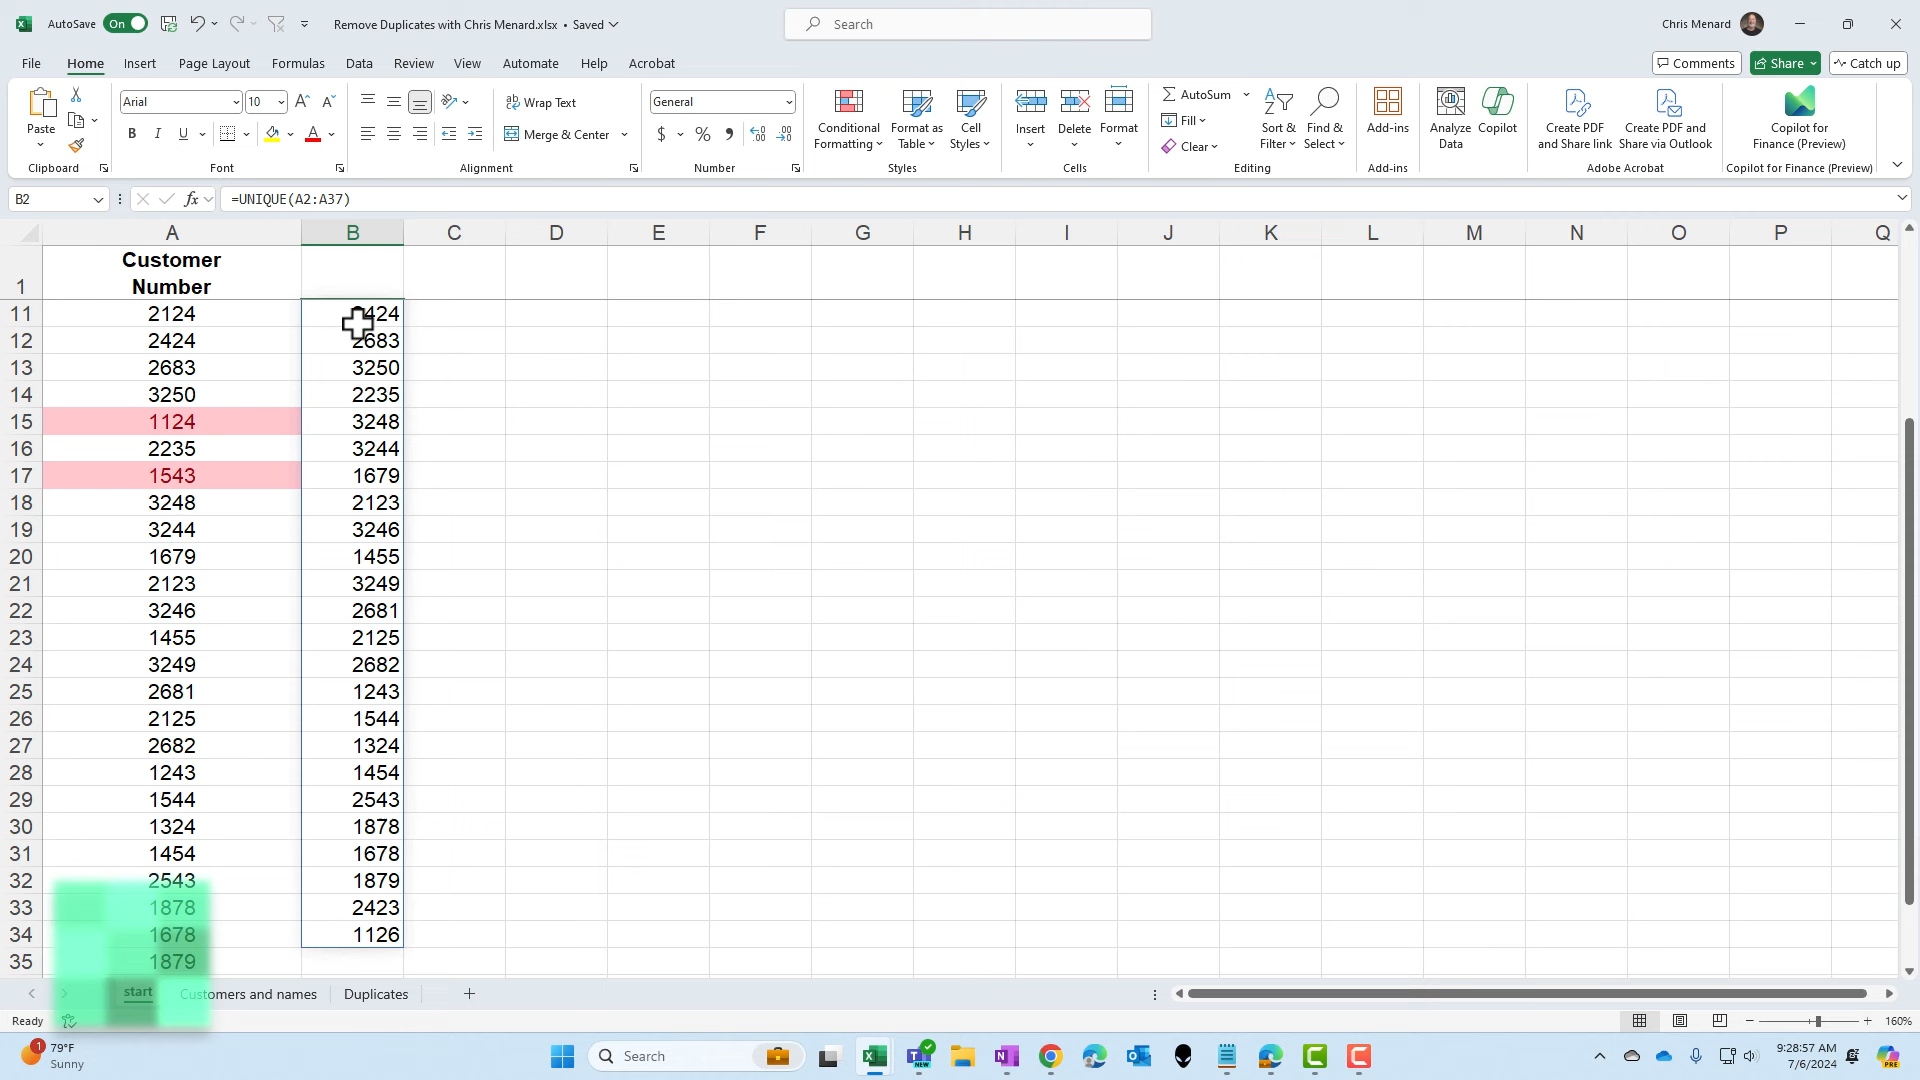 AutoSave On Remove Duplicates with Chris Menard.xlsx • Saved Search Chris Menard
File Home Insert Page Layout Formulas Data Review View Automate Help Acrobat Comments Share Catch up
Paste Arial 10 Wrap Text General AutoSum
B I U Merge & Center $ % Fill
Conditional Formatting Format as Table Cell Styles Insert Delete Format Clear Sort & Filter Find & Select Add-ins Analyze Data Copilot Create PDF and Share link Create PDF and Share via Outlook Copilot for Finance (Preview)
Clipboard Font Alignment Number Styles Cells Editing Add-ins Adobe Acrobat Copilot for Finance (Preview)
B2 fx =UNIQUE(A2:A37)
A B C D E F G H I J K L M N O P Q
1 Customer
Number
11 2124 424
12 2424 2683
13 2683 3250
14 3250 2235
15 1124 3248
16 2235 3244
17 1543 1679
18 3248 2123
19 3244 3246
20 1679 1455
21 2123 3249
22 3246 2681
23 1455 2125
24 3249 2682
25 2681 1243
26 2125 1544
27 2682 1324
28 1243 1454
29 1544 2543
30 1324 1878
31 1454 1678
32 2543 1879
33 1878 2423
34 1678 1126
35 1879
start Customers and names Duplicates
Ready 160%
1 79°F
Sunny
Search
NEW
9:28:57 AM
7/6/2024
PRE